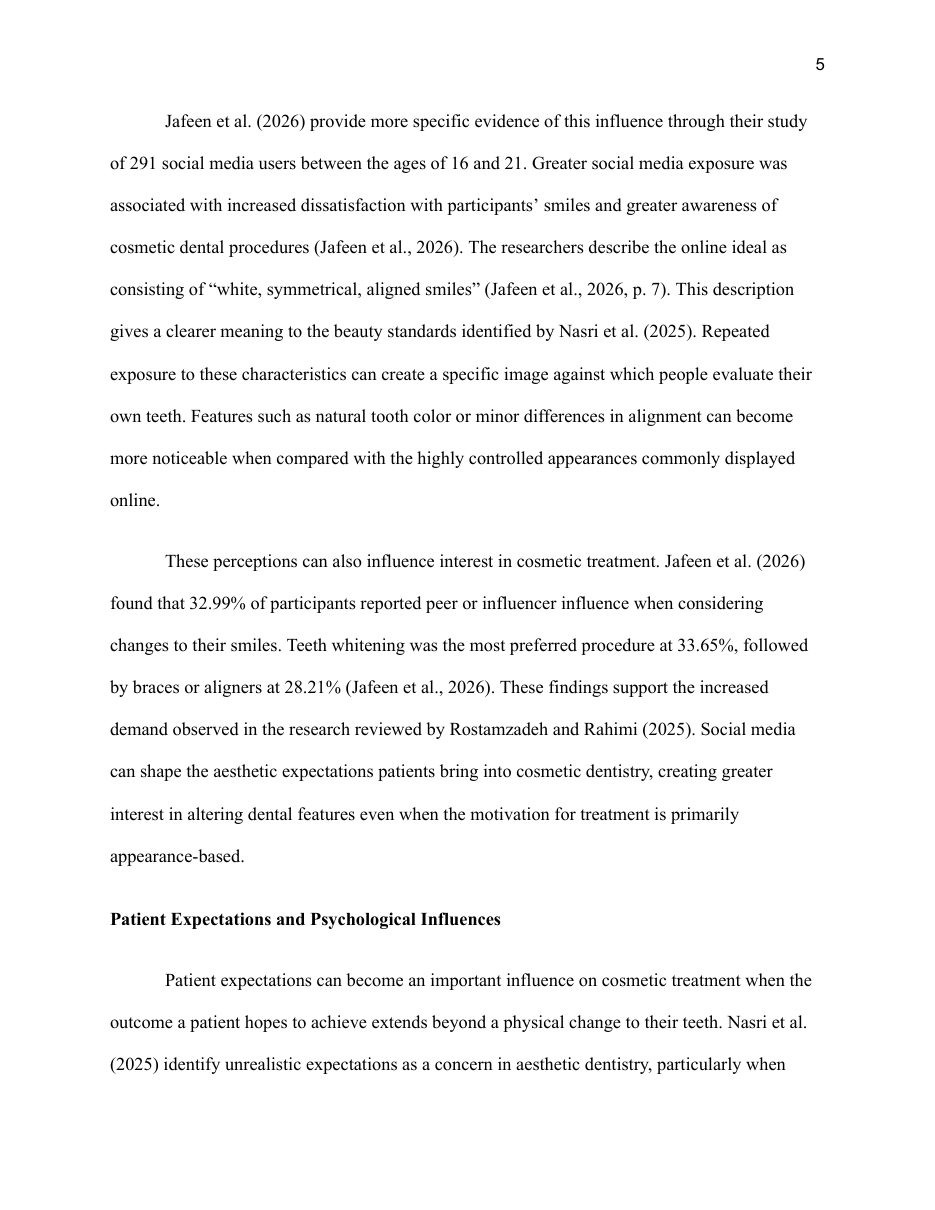 5
Jafeen et al. (2026) provide more specific evidence of this influence through their study
of 291 social media users between the ages of 16 and 21. Greater social media exposure was
associated with increased dissatisfaction with participants’ smiles and greater awareness of
cosmetic dental procedures (Jafeen et al., 2026). The researchers describe the online ideal as
consisting of “white, symmetrical, aligned smiles” (Jafeen et al., 2026, p. 7). This description
gives a clearer meaning to the beauty standards identified by Nasri et al. (2025). Repeated
exposure to these characteristics can create a specific image against which people evaluate their
own teeth. Features such as natural tooth color or minor differences in alignment can become
more noticeable when compared with the highly controlled appearances commonly displayed
online.
These perceptions can also influence interest in cosmetic treatment. Jafeen et al. (2026)
found that 32.99% of participants reported peer or influencer influence when considering
changes to their smiles. Teeth whitening was the most preferred procedure at 33.65%, followed
by braces or aligners at 28.21% (Jafeen et al., 2026). These findings support the increased
demand observed in the research reviewed by Rostamzadeh and Rahimi (2025). Social media
can shape the aesthetic expectations patients bring into cosmetic dentistry, creating greater
interest in altering dental features even when the motivation for treatment is primarily
appearance-based.
Patient Expectations and Psychological Influences
Patient expectations can become an important influence on cosmetic treatment when the
outcome a patient hopes to achieve extends beyond a physical change to their teeth. Nasri et al.
(2025) identify unrealistic expectations as a concern in aesthetic dentistry, particularly when